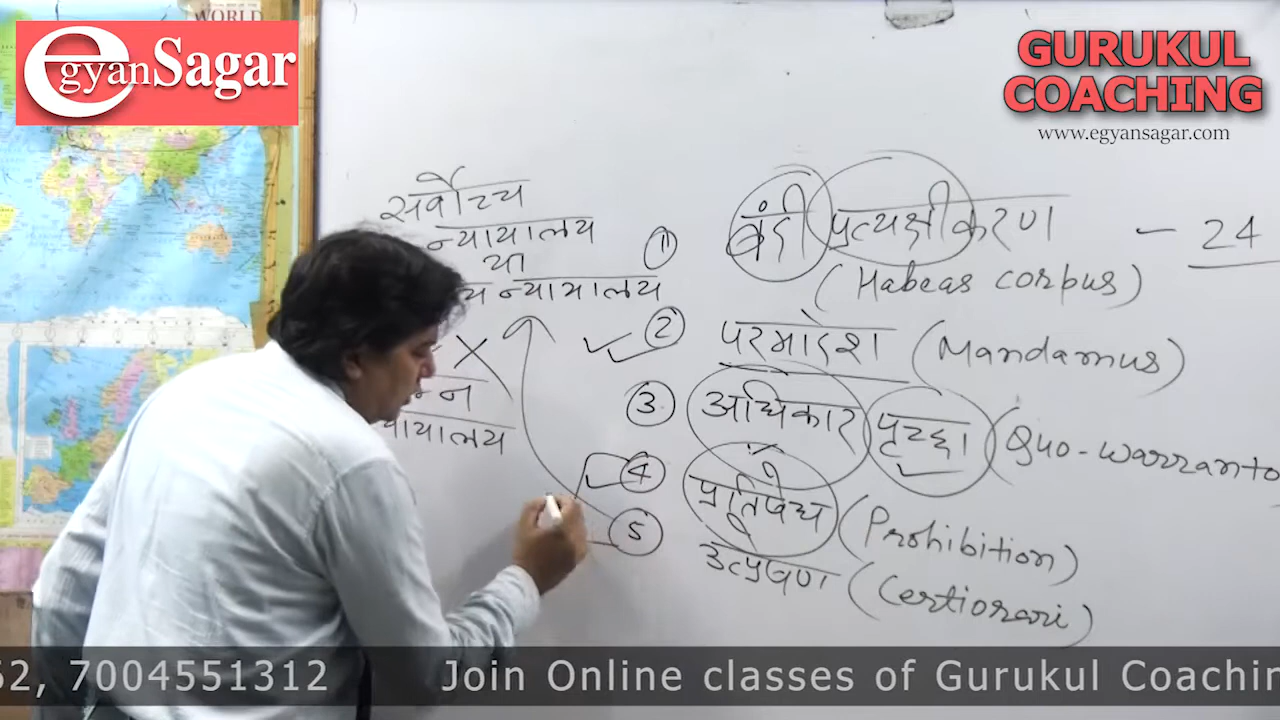 WORLD
egyanSagar
GURUKUL
COACHING
www.egyansagar.com
सर्वोच्च
न्यायालय
या
न्यायालय
X
न्यायालय
① बंदी प्रत्यक्षीकरण - 24
(Habeas corpus)
② परमादेश (Mandamus)
③ अधिकार पृच्छा (Quo-warranto
④ प्रतिषेध (Prohibition)
⑤ उत्प्रेषण (Certiorari)
52, 7004551312 Join Online classes of Gurukul Coachin